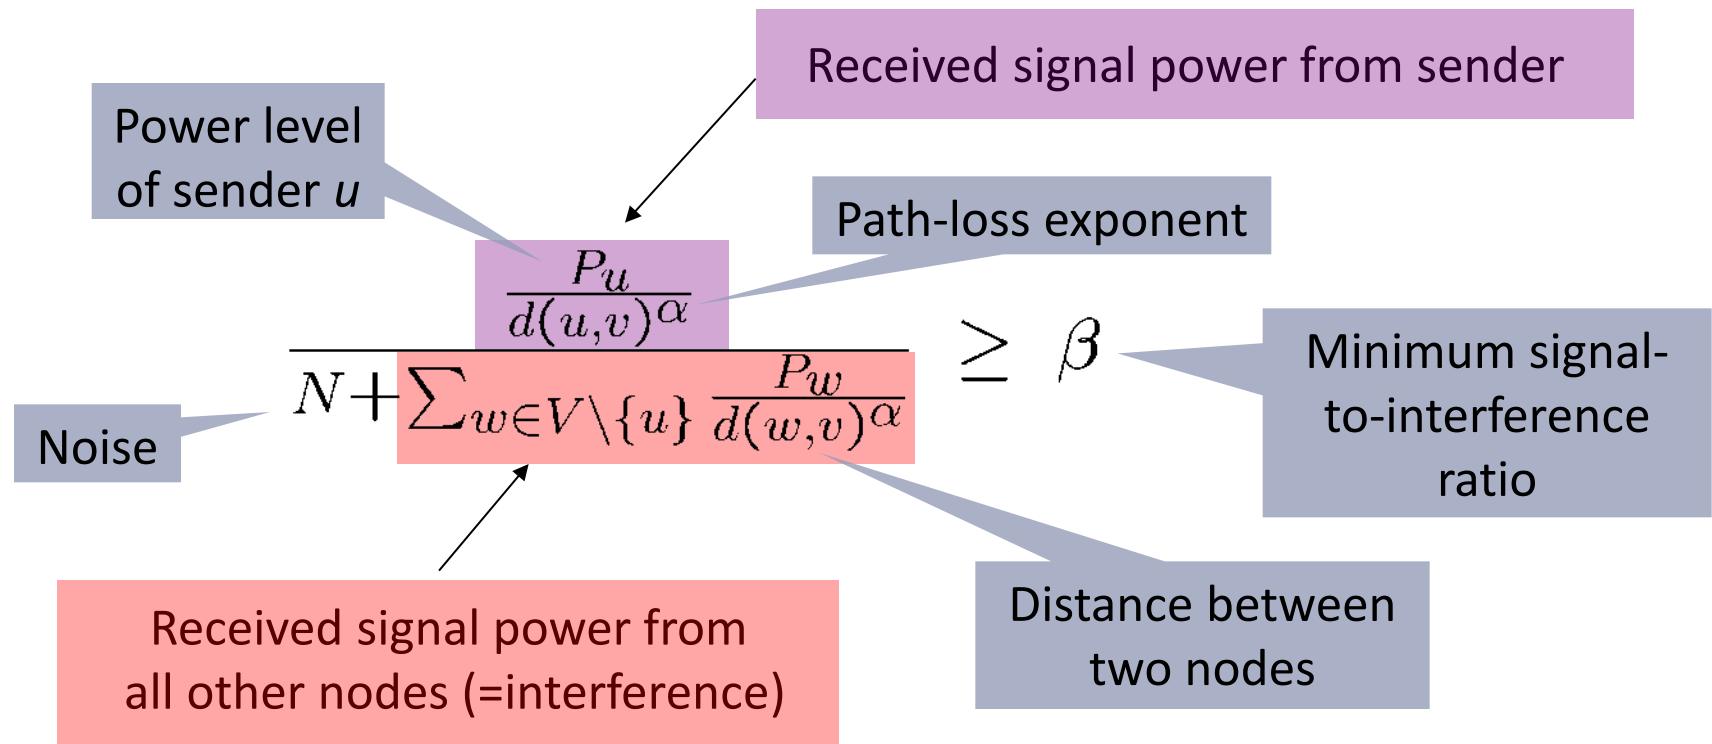 Received signal power from sender
Power level
of sender u
Path-loss exponent
P_u
d(u,v)^α
≥ β
N+∑_{w∈V\{u}} P_w
d(w,v)^α
Minimum signal-
to-interference
ratio
Noise
Received signal power from
all other nodes (=interference)
Distance between
two nodes